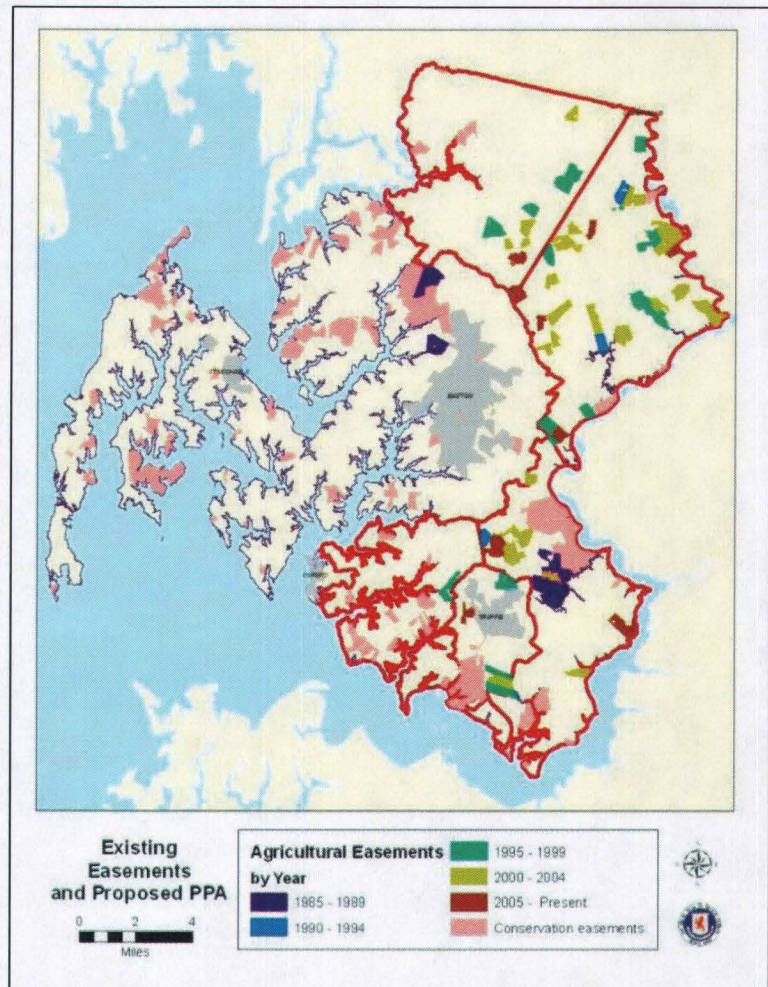 EASTON
TRAPPE
Existing
Easements
and Proposed PPA
0 2 4
Miles
Agricultural Easements
by Year
1985 - 1989
1990 - 1994
1995 - 1999
2000 - 2004
2005 - Present
Conservation easements